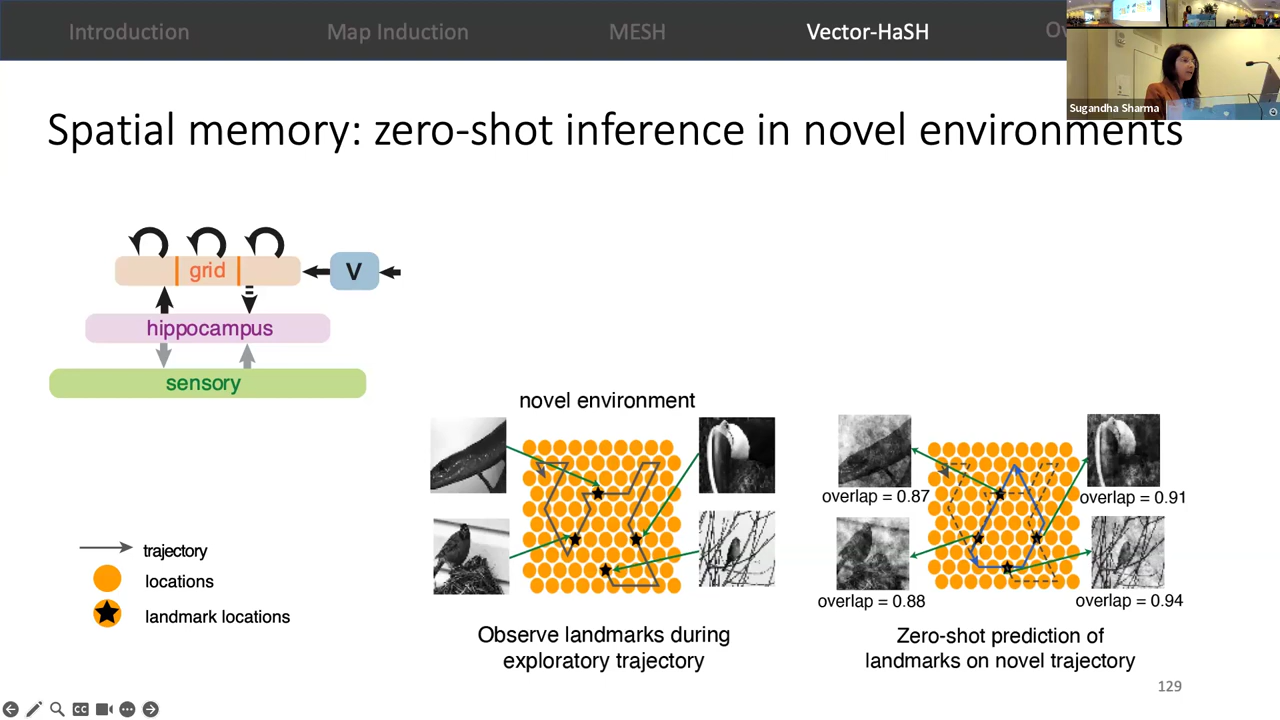 Introduction
Map Induction
MESH
Vector-HaSH
Sugandha Sharma
Spatial memory: zero-shot inference in novel environments
grid
V
hippocampus
sensory
trajectory
locations
landmark locations
novel environment
Observe landmarks during
exploratory trajectory
overlap = 0.87
overlap = 0.91
overlap = 0.88
overlap = 0.94
Zero-shot prediction of
landmarks on novel trajectory
129
CC